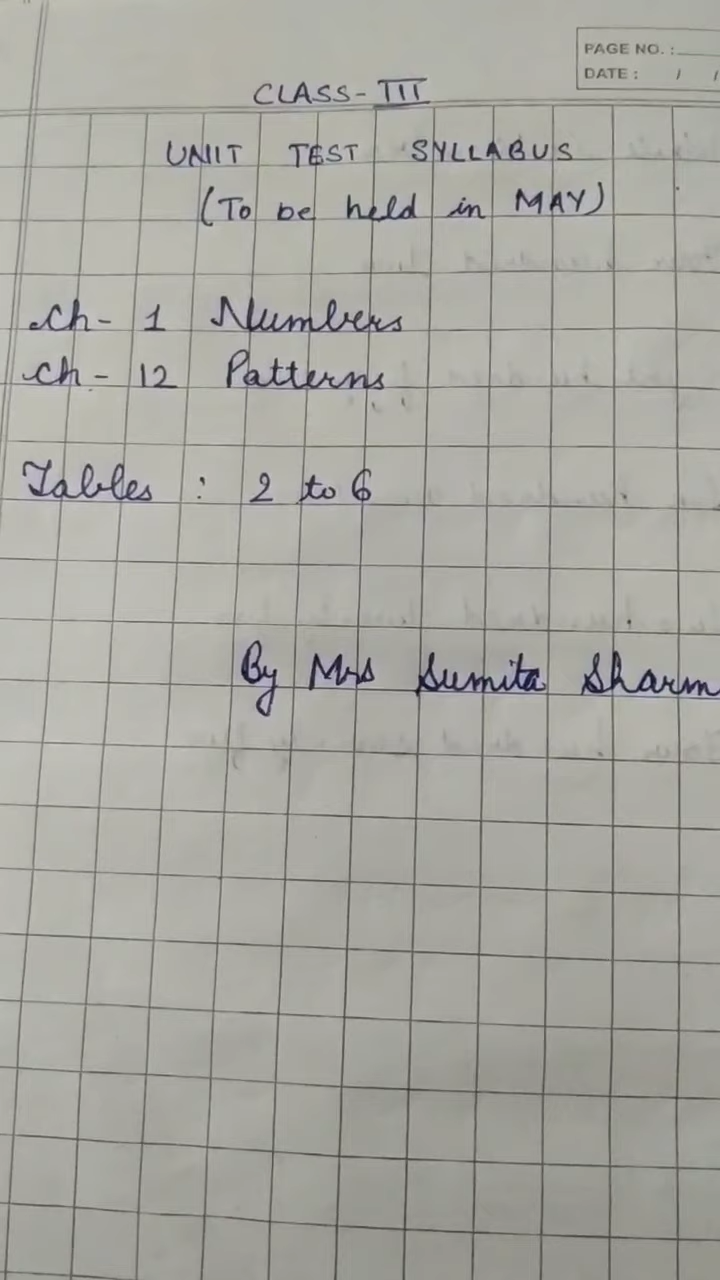 PAGE NO. :
DATE : / /
CLASS - III
UNIT TEST SYLLABUS
(To be held in MAY)
Ch - 1 Numbers
Ch - 12 Patterns
Tables : 2 to 6
By Mrs Sumita Sharm